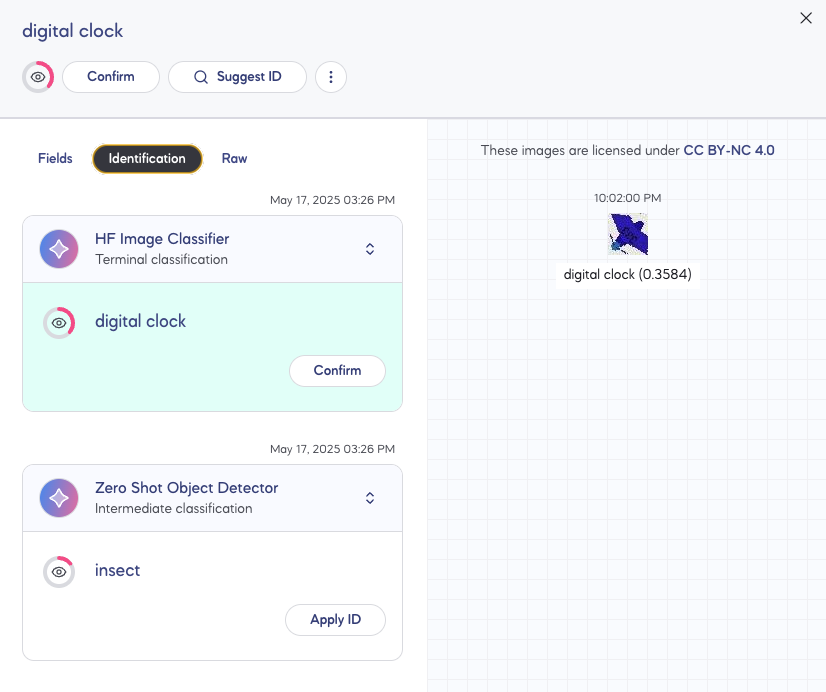 digital clock
Confirm
Suggest ID
Fields
Identification
Raw
These images are licensed under CC BY-NC 4.0
May 17, 2025 03:26 PM
HF Image Classifier
Terminal classification
digital clock
Confirm
10:02:00 PM
digital clock (0.3584)
May 17, 2025 03:26 PM
Zero Shot Object Detector
Intermediate classification
insect
Apply ID